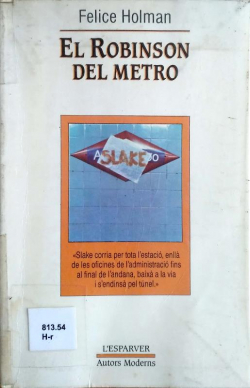 Felice Holman
EL ROBINSON
DEL METRO
SLAKE
«Slake corria per tota l'estació, enllà
de les oficines de l'administració fins
al final de l'andana, baixà a la via
i s'endinsà pel túnel.»
813.54
H-r
L'ESPARVER
Autors Moderns